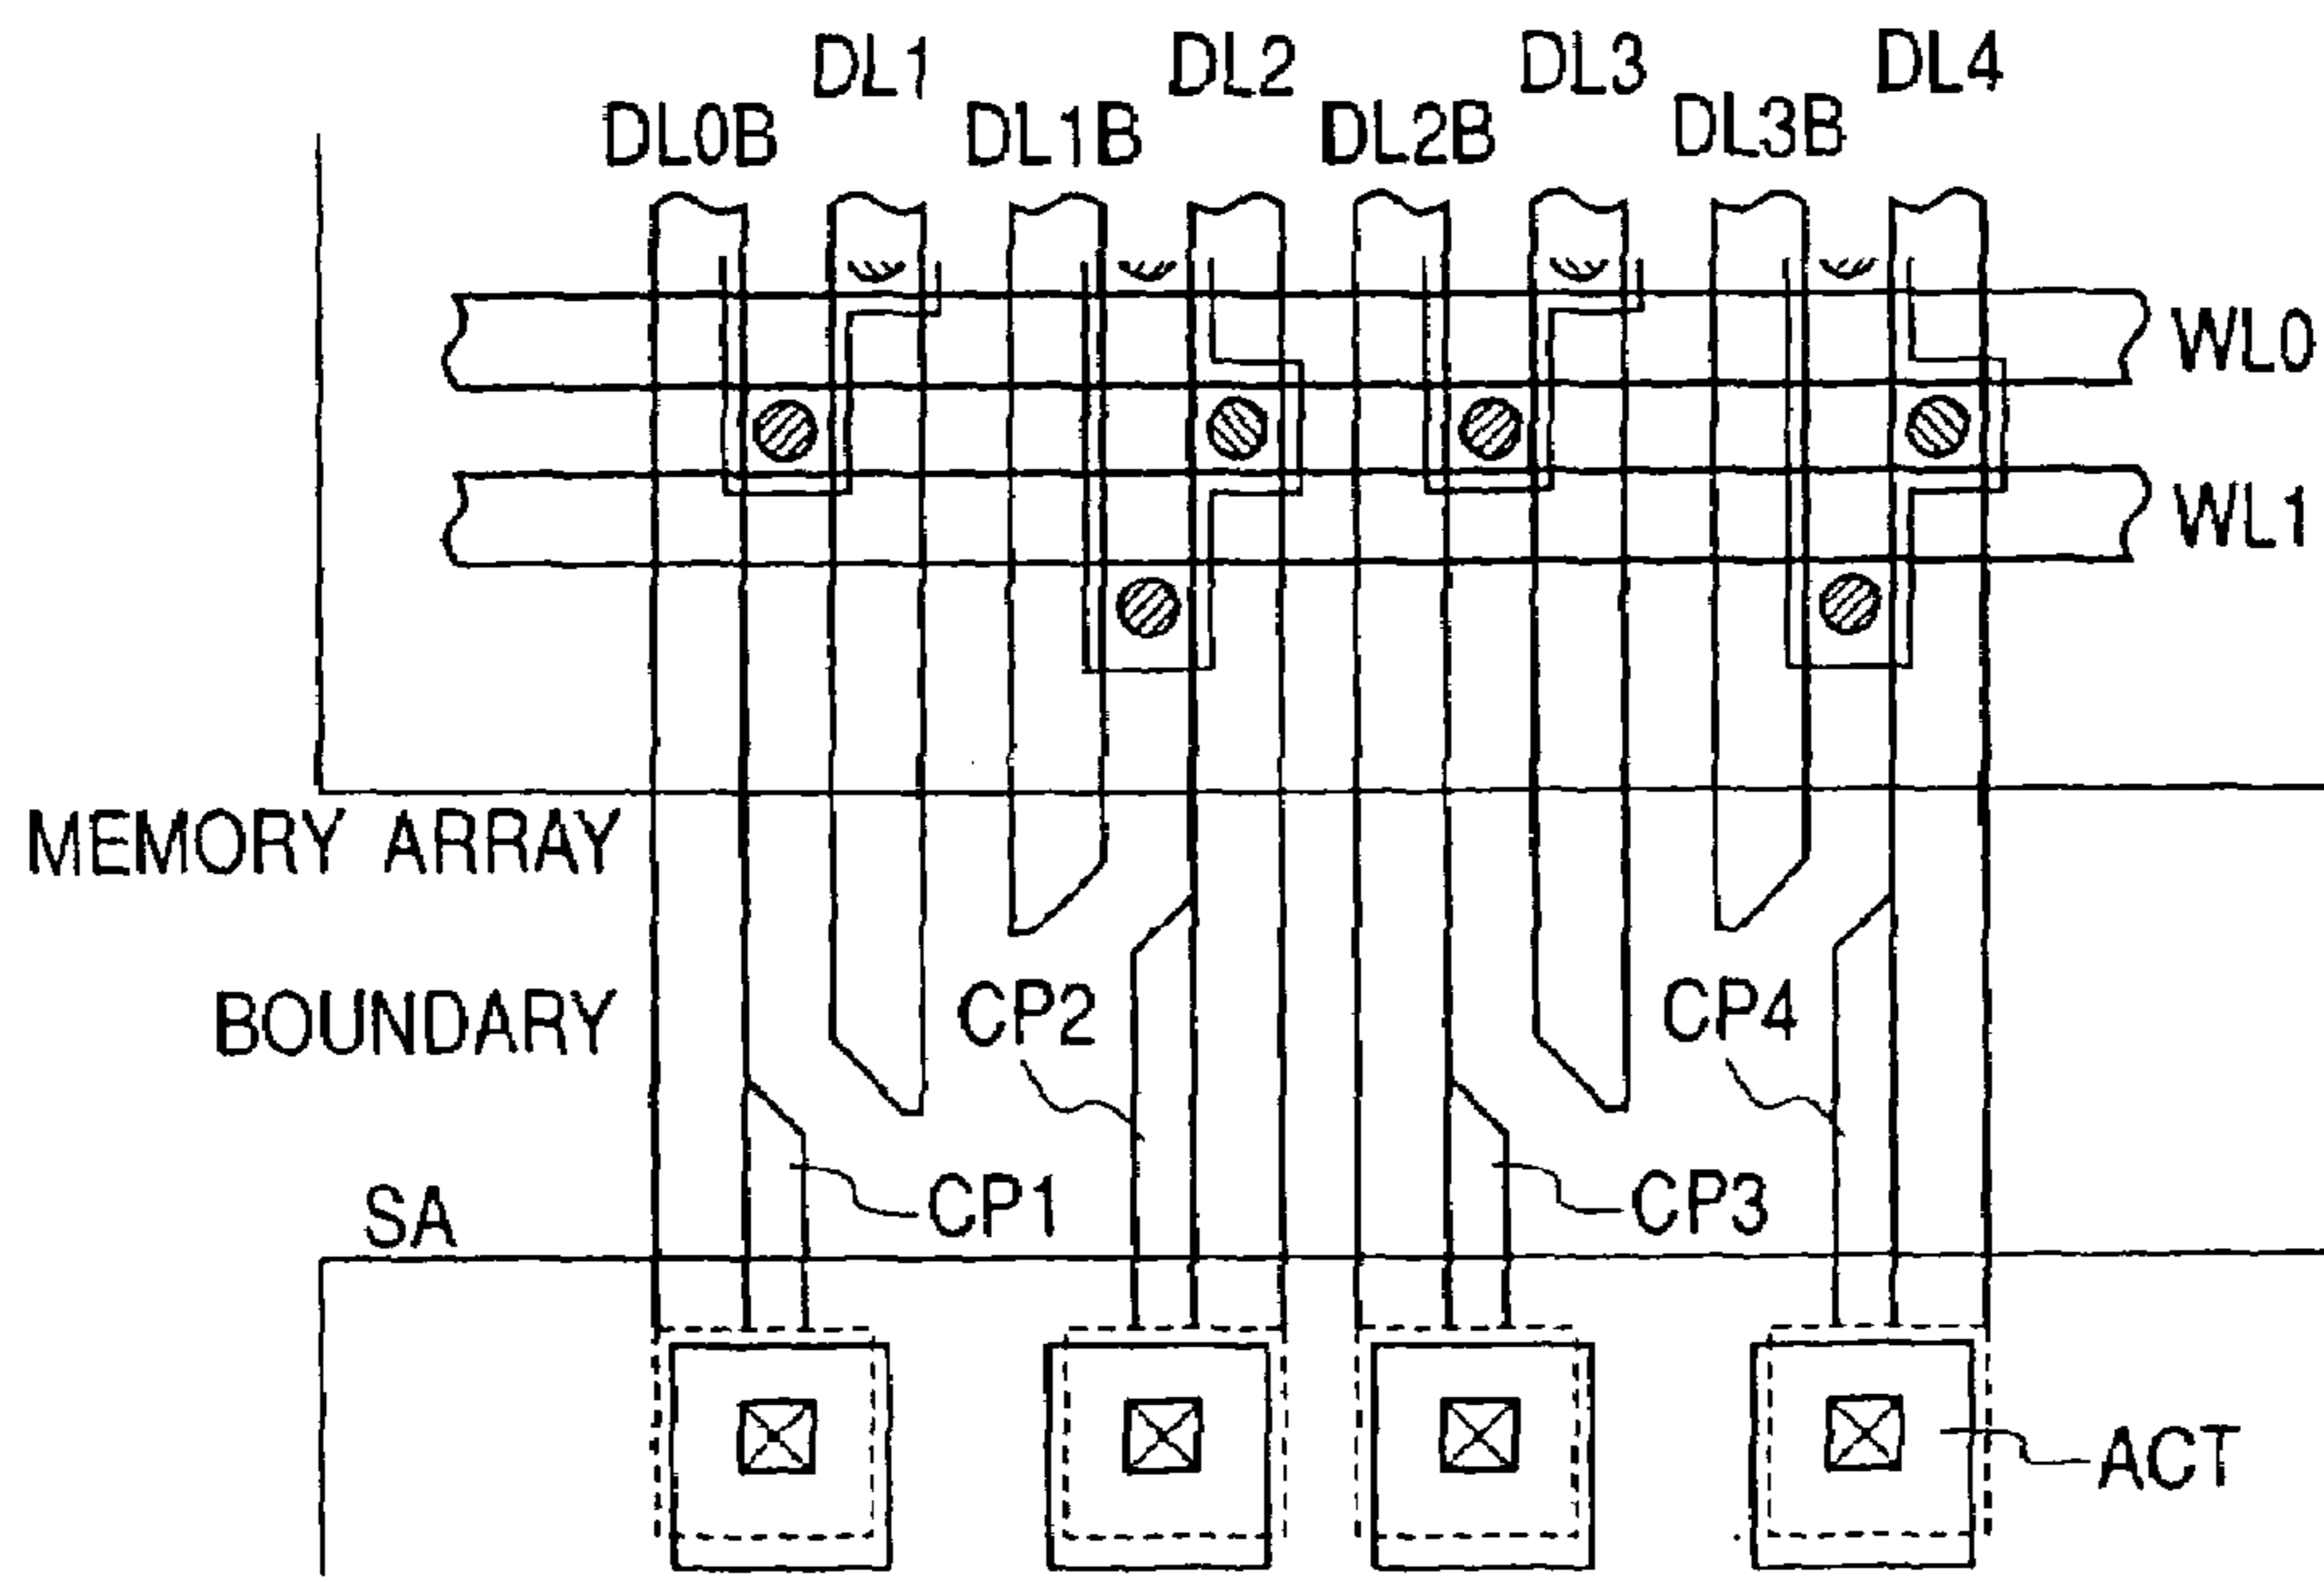 DL1 DL2 DL3 DL4
DL0B DL1B DL2B DL3B
WL0
WL1
MEMORY ARRAY
BOUNDARY
CP2 CP4
SA
CP1 CP3
ACT